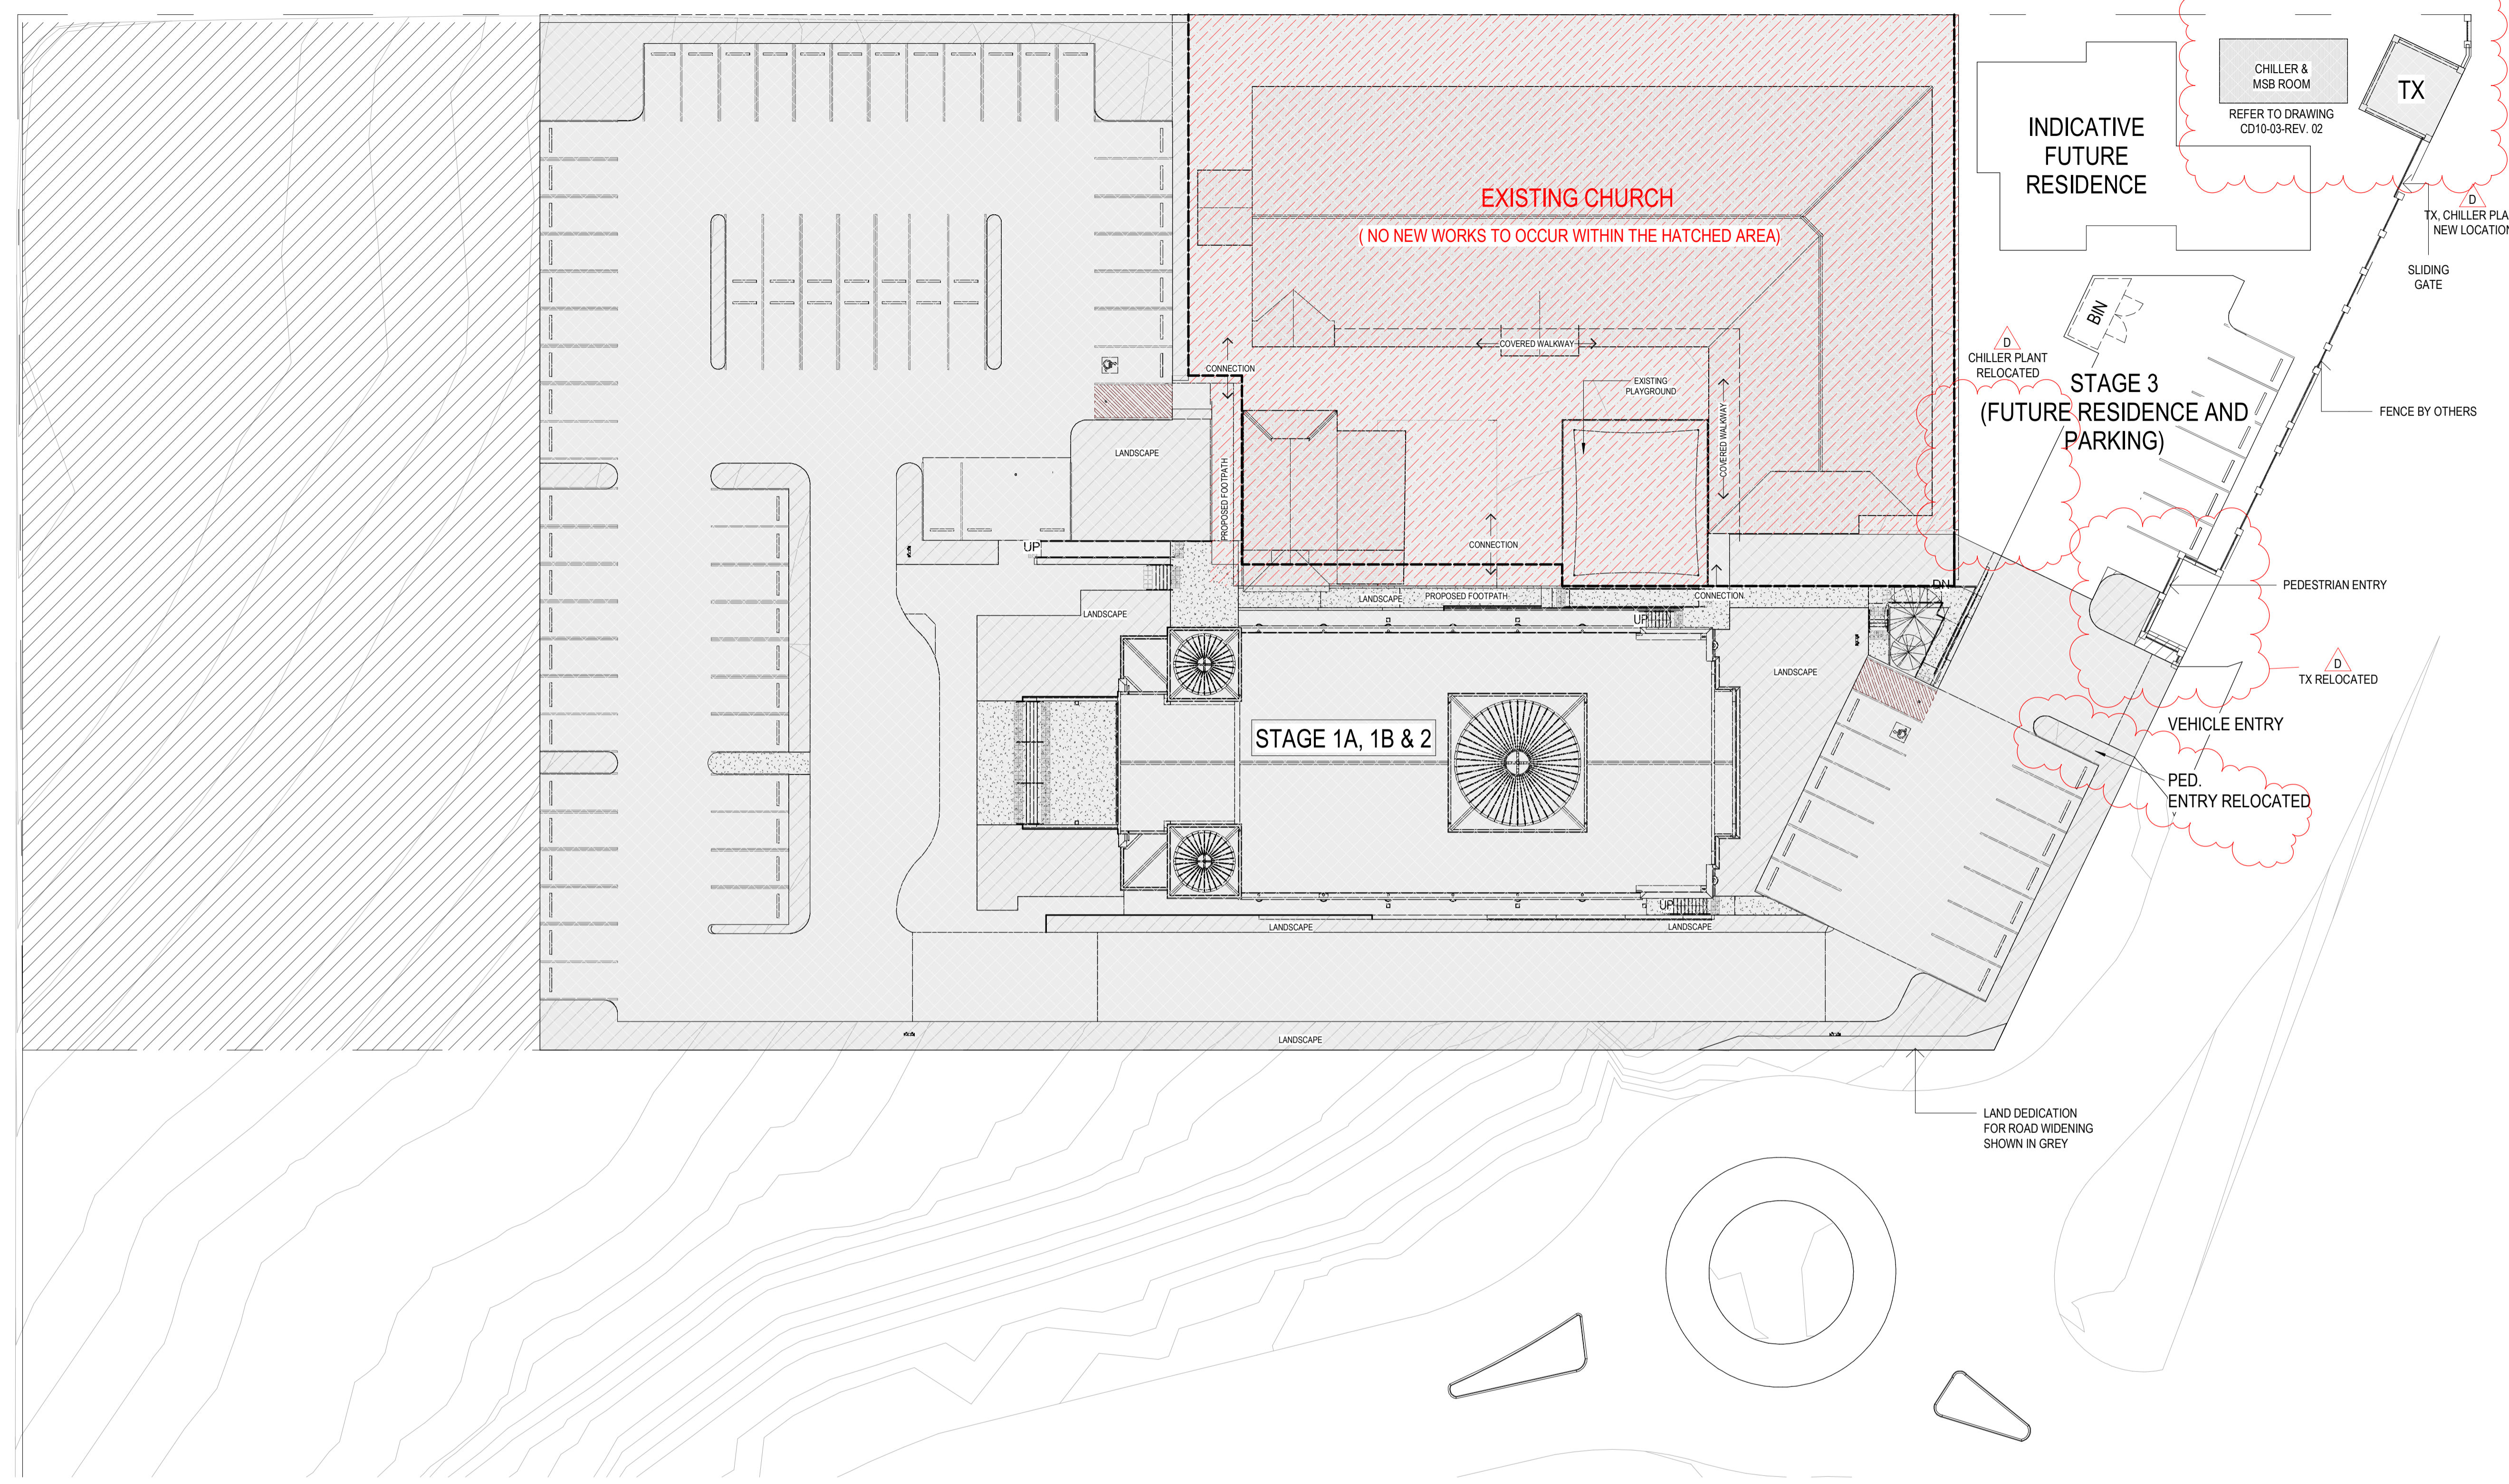 CHILLER &
MSB ROOM
TX
REFER TO DRAWING
CD10-03-REV. 02
INDICATIVE
FUTURE
RESIDENCE
D
TX, CHILLER PLA
NEW LOCATION
SLIDING
GATE
EXISTING CHURCH
( NO NEW WORKS TO OCCUR WITHIN THE HATCHED AREA)
BIN
COVERED WALKWAY
CONNECTION
EXISTING
PLAYGROUND
COVERED WALKWAY
D
CHILLER PLANT
RELOCATED
STAGE 3
(FUTURE RESIDENCE AND
PARKING)
FENCE BY OTHERS
LANDSCAPE
PROPOSED FOOTPATH
UP
CONNECTION
DN
PEDESTRIAN ENTRY
LANDSCAPE
PROPOSED FOOTPATH
CONNECTION
LANDSCAPE
UP
LANDSCAPE
D
TX RELOCATED
STAGE 1A, 1B & 2
VEHICLE ENTRY
PED.
ENTRY RELOCATED
UP
LANDSCAPE
LANDSCAPE
LANDSCAPE
LAND DEDICATION
FOR ROAD WIDENING
SHOWN IN GREY